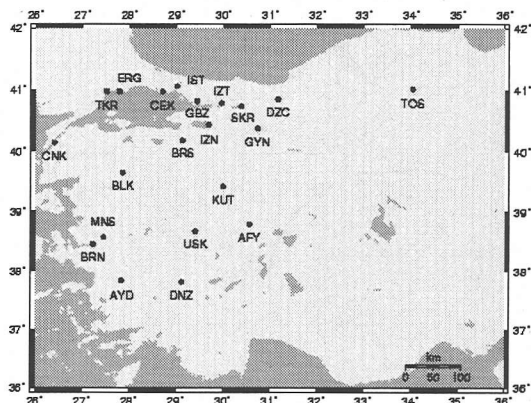 26° 27° 28° 29° 30° 31° 32° 33° 34° 35° 36°
42° 42°
ERG IST IZT
41° 41°
TKR CEK GBZ SKR DZC TOS
IZN GYN
40° 40°
CNK BRS
BLK
KUT
39° 39°
MNS
USK AFY
BRN
38° 38°
AYD DNZ
37° 37°
km
0 50 100
36° 36°
26° 27° 28° 29° 30° 31° 32° 33° 34° 35° 36°